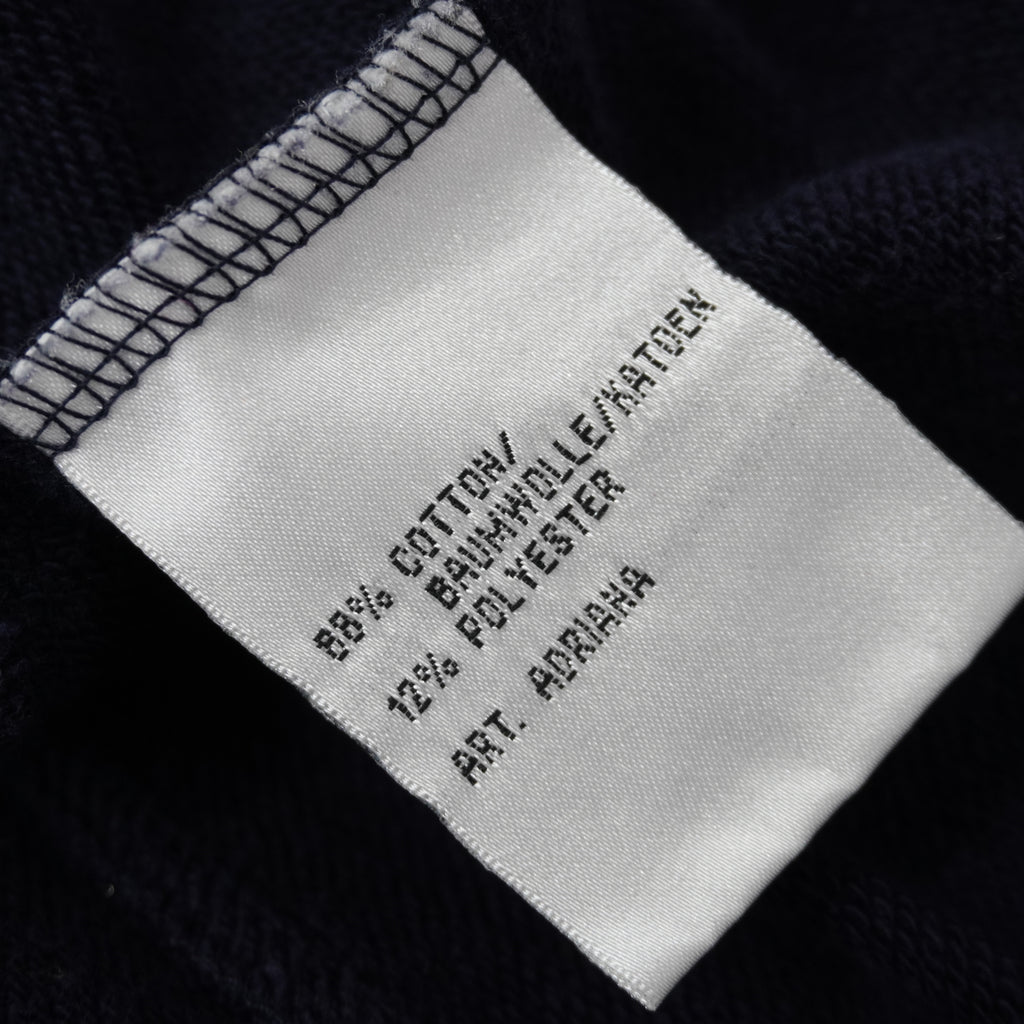 88% COTTON/
BAUMWOLLE/KATOEN
12% POLYESTER
ART. ADRIANA